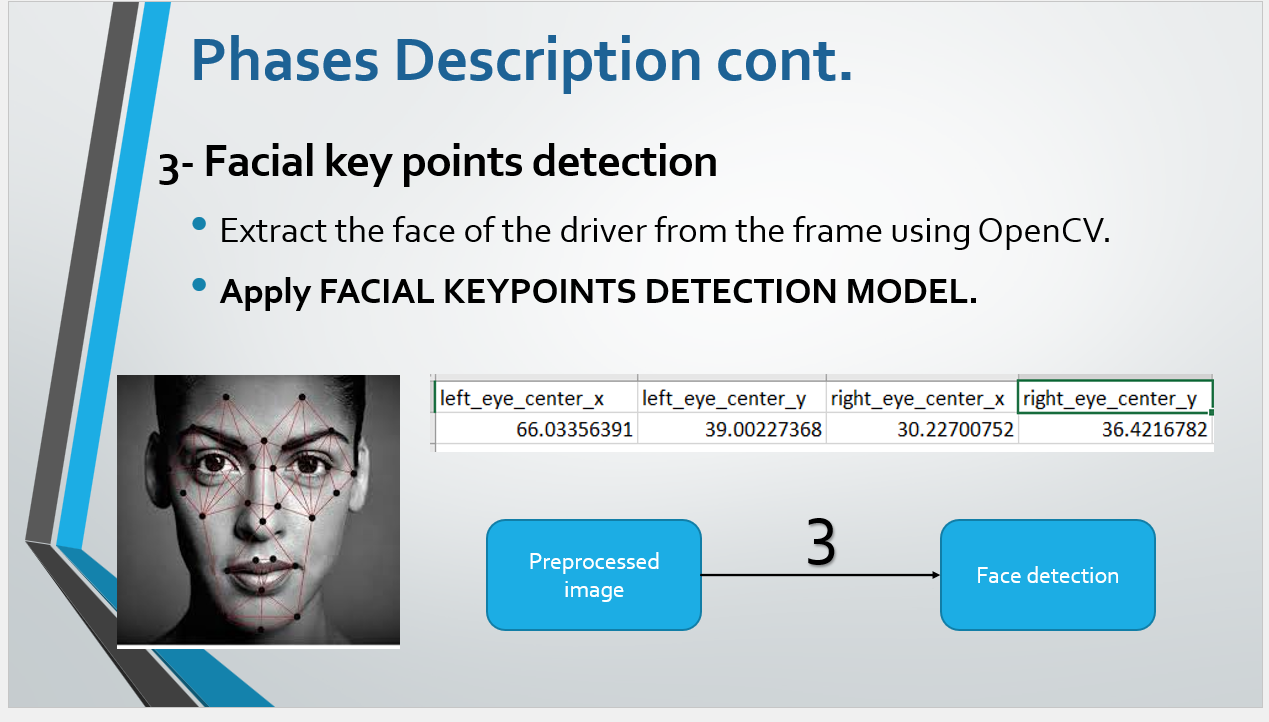 Phases Description cont.
3- Facial key points detection
• Extract the face of the driver from the frame using OpenCV.
• Apply FACIAL KEYPOINTS DETECTION MODEL.
left_eye_center_x left_eye_center_y right_eye_center_x right_eye_center_y
66.03356391 39.00227368 30.22700752 36.4216782
3
Preprocessed
image
Face detection